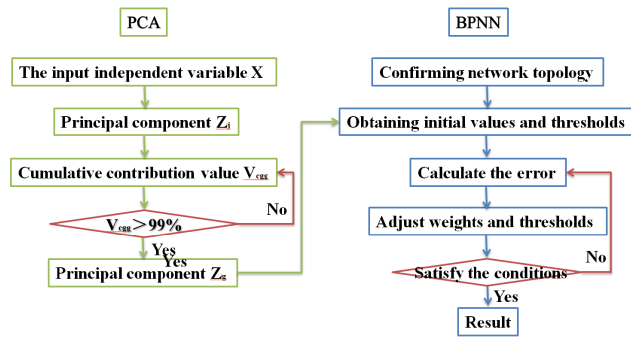 PCA
The input independent variable X
Principal component Zi
Cumulative contribution value Vcgg
No
Vcgg＞99%
Yes
Yes
Principal component Zg
BPNN
Confirming network topology
Obtaining initial values and thresholds
Calculate the error
Adjust weights and thresholds
No
Satisfy the conditions
Yes
Result